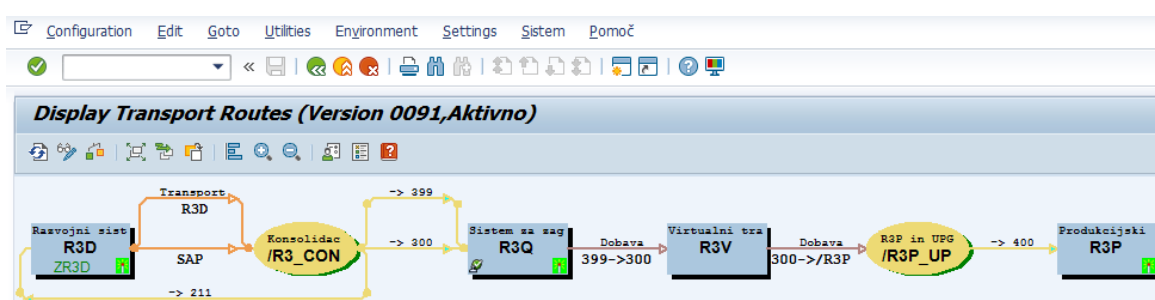 Configuration Edit Goto Utilities Environment Settings Sistem Pomoč
Display Transport Routes (Version 0091,Aktivno)
Transport
R3D
-> 399
Razvojni sist
R3D
ZR3D
SAP
Konsolidac
/R3_CON
-> 300
Sistem za zag
R3Q
Dobava
399->300
Virtualni tra
R3V
Dobava
300->/R3P
R3P in UPG
/R3P_UP
-> 400
Produkcijski
R3P
-> 211